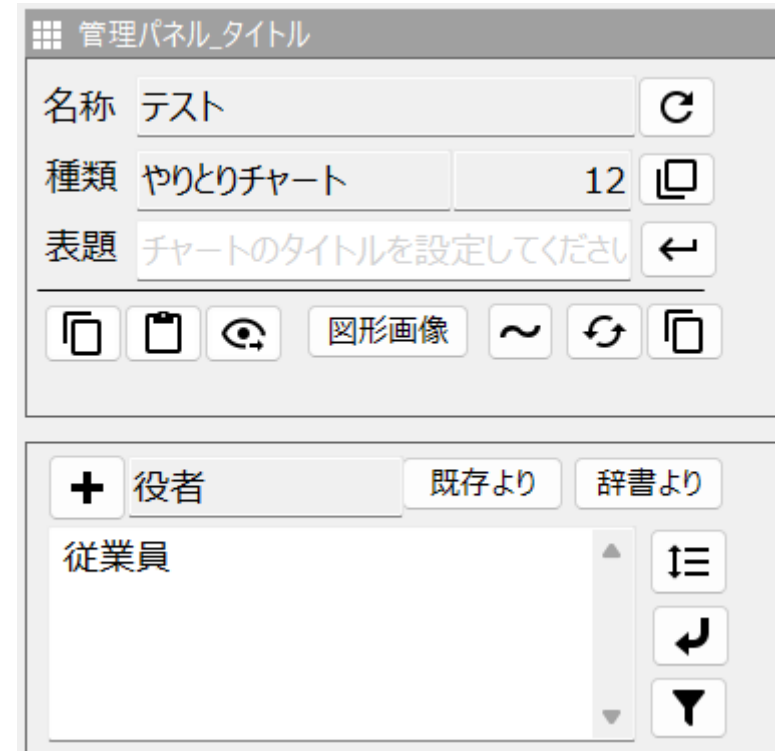 管理パネル_タイトル
名称 テスト
種類 やりとりチャート 12
表題 チャートのタイトルを設定してください
図形画像
役者 既存より 辞書より
従業員